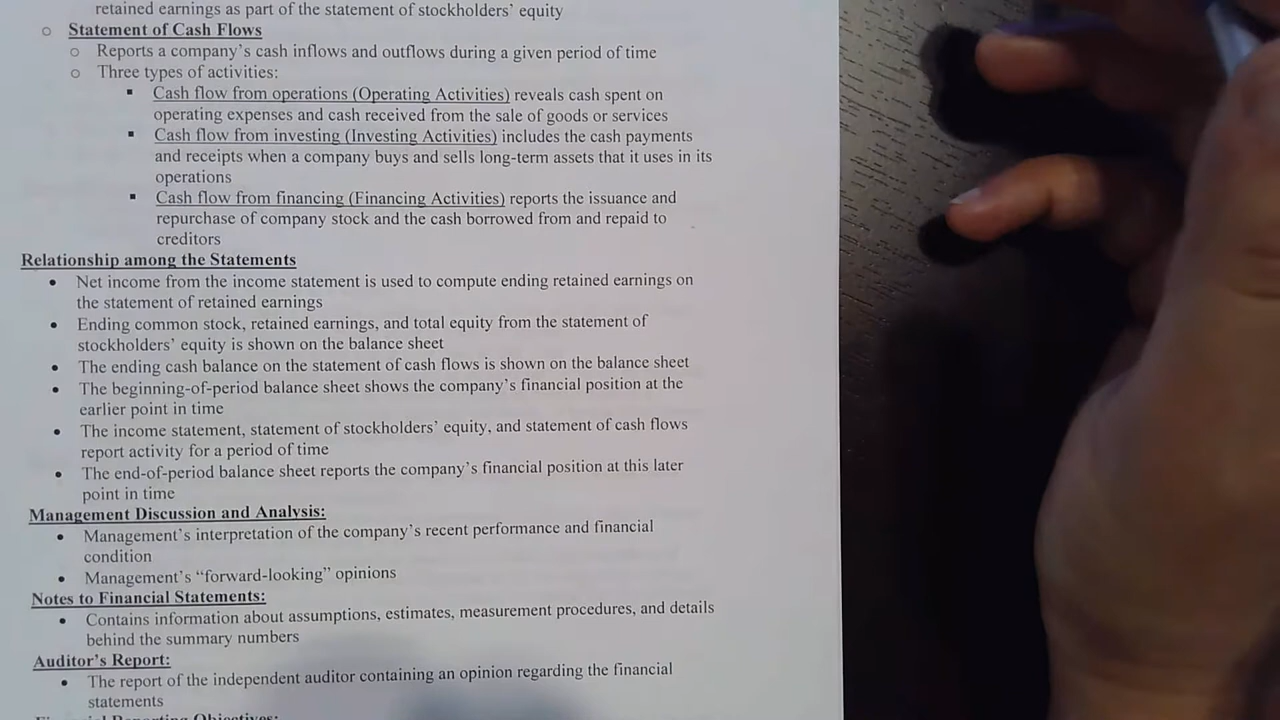 retained earnings as part of the statement of stockholders' equity
o Statement of Cash Flows
o Reports a company's cash inflows and outflows during a given period of time
o Three types of activities:
▪ Cash flow from operations (Operating Activities) reveals cash spent on
operating expenses and cash received from the sale of goods or services
▪ Cash flow from investing (Investing Activities) includes the cash payments
and receipts when a company buys and sells long-term assets that it uses in its
operations
▪ Cash flow from financing (Financing Activities) reports the issuance and
repurchase of company stock and the cash borrowed from and repaid to
creditors
Relationship among the Statements
• Net income from the income statement is used to compute ending retained earnings on
the statement of retained earnings
• Ending common stock, retained earnings, and total equity from the statement of
stockholders' equity is shown on the balance sheet
• The ending cash balance on the statement of cash flows is shown on the balance sheet
• The beginning-of-period balance sheet shows the company's financial position at the
earlier point in time
• The income statement, statement of stockholders' equity, and statement of cash flows
report activity for a period of time
• The end-of-period balance sheet reports the company's financial position at this later
point in time
Management Discussion and Analysis:
• Management's interpretation of the company's recent performance and financial
condition
• Management's "forward-looking" opinions
Notes to Financial Statements:
• Contains information about assumptions, estimates, measurement procedures, and details
behind the summary numbers
Auditor's Report:
• The report of the independent auditor containing an opinion regarding the financial
statements
Financial Reporting Objectives: